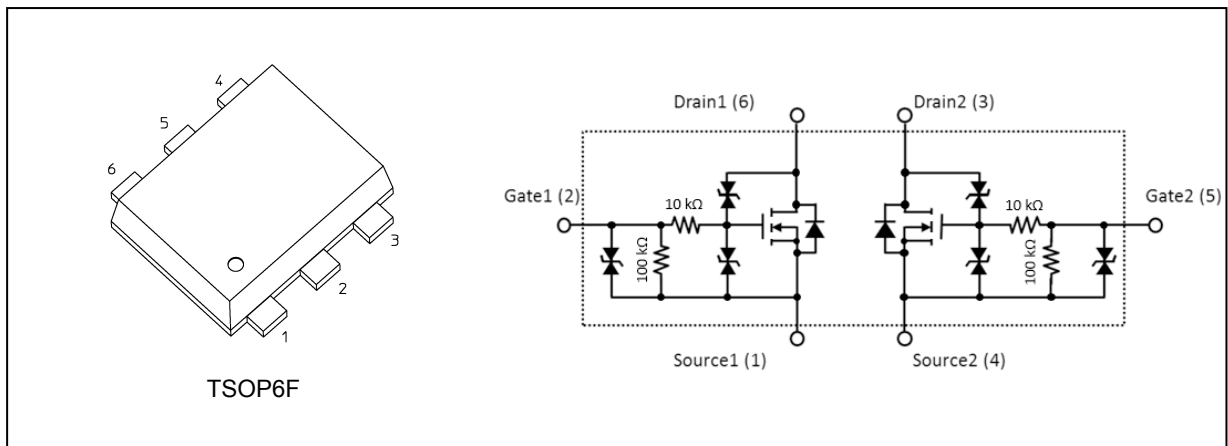 4
5
6
3
2
1
TSOP6F
Drain1 (6)
Drain2 (3)
Gate1 (2)
10 kΩ
10 kΩ
Gate2 (5)
100 kΩ
100 kΩ
Source1 (1)
Source2 (4)